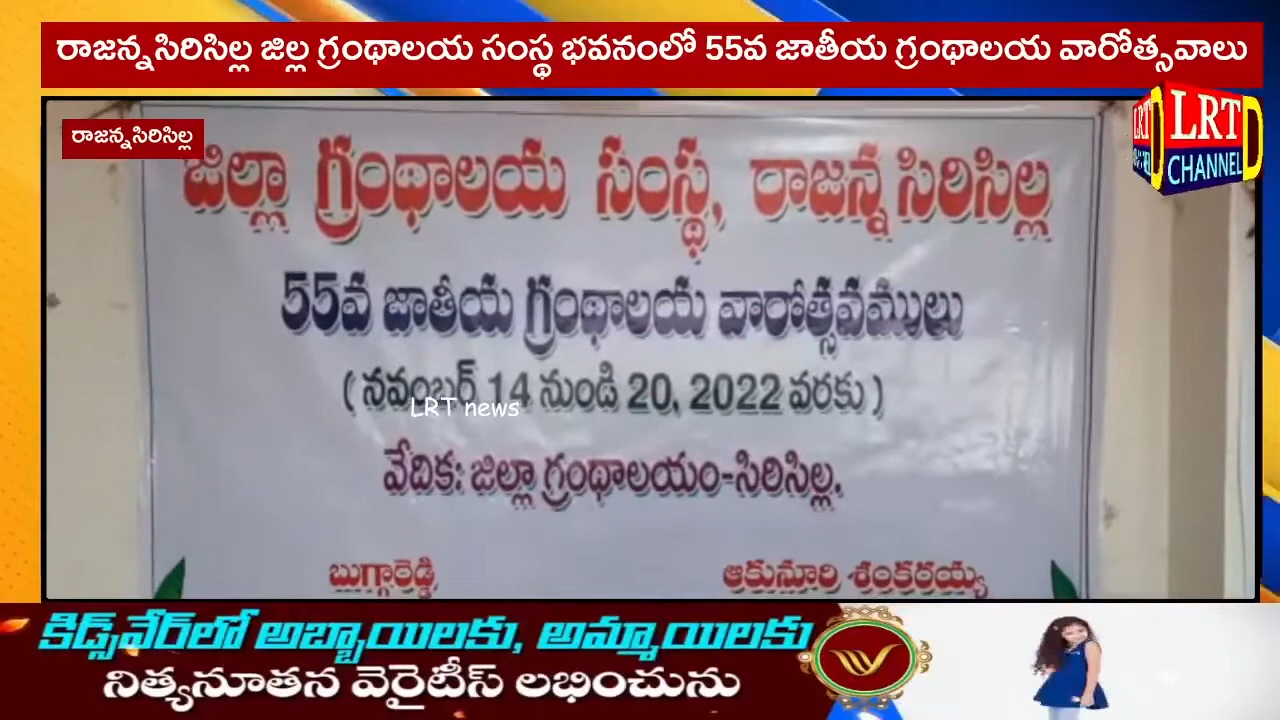 రాజన్నసిరిసిల్ల జిల్ల గ్రంథాలయ సంస్థ భవనంలో 55వ జాతీయ గ్రంథాలయ వారోత్సవాలు
LRT
CHANNEL
రాజన్నసిరిసిల్ల
జిల్లా గ్రంథాలయ సంస్థ, రాజన్న సిరిసిల్ల
55వ జాతీయ గ్రంథాలయ వారోత్సవములు
( నవంబర్ 14 నుండి 20, 2022 వరకు )
LRT news
వేదిక: జిల్లా గ్రంథాలయం-సిరిసిల్ల.
బుగ్గారెడ్డి ఆకునూరి శంకరయ్య
కిడ్స్‌వేర్‌లో అబ్బాయిలకు, అమ్మాయిలకు
నిత్యనూతన వెరైటీస్ లభించును